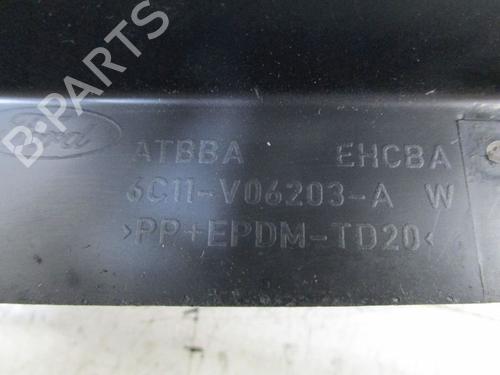 Ford
ATBBA EHCBA
6C11-V06203-A W
>PP+EPDM-TD20<
B-PARTS